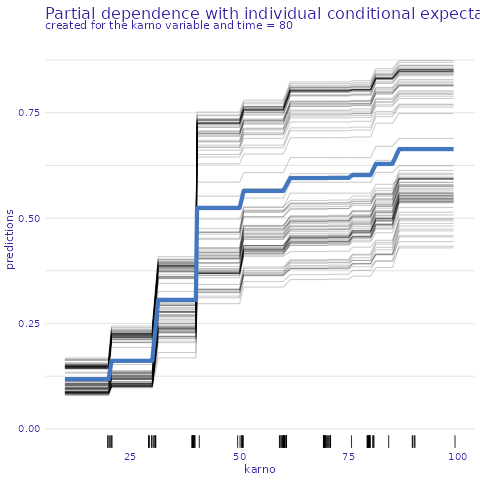 Partial dependence with individual conditional expecta
created for the karno variable and time = 80
predictions
0.75
0.50
0.25
0.00
25
50
75
100
karno